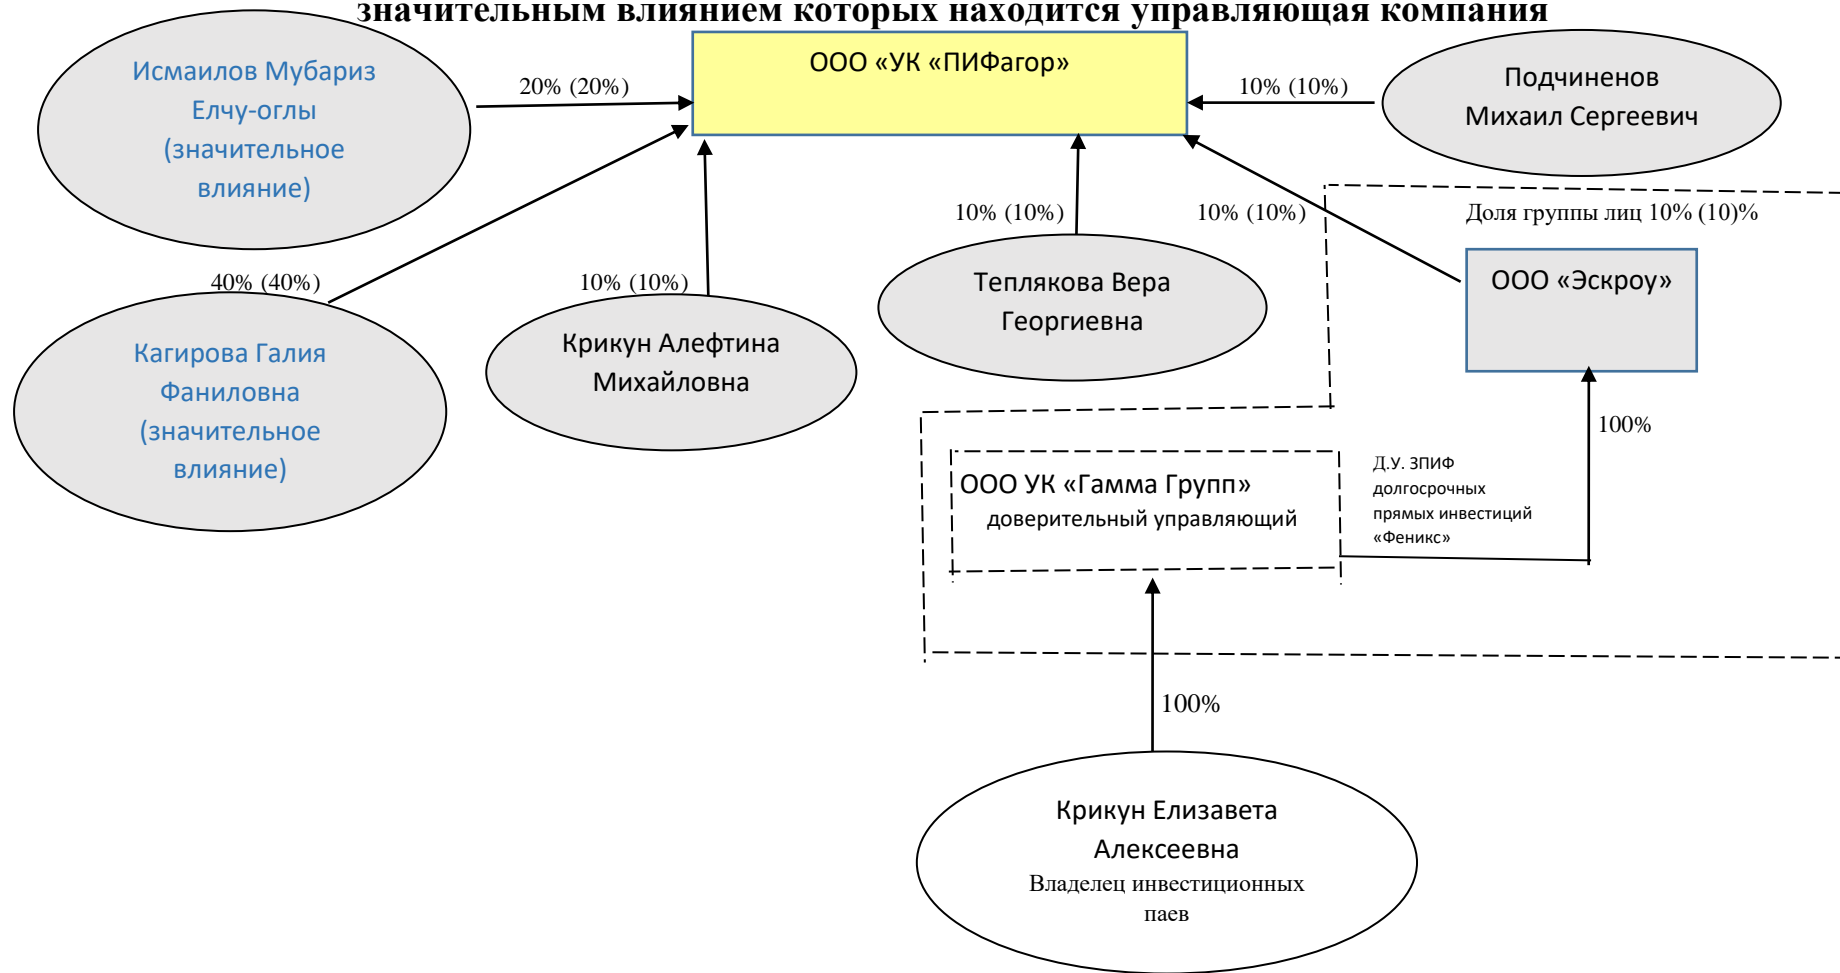 значительным влиянием которых находится управляющая компания
Исмаилов Мубариз
Елчу-оглы
(значительное
влияние)
20% (20%)
ООО «УК «ПИФагор»
10% (10%)
Подчиненов
Михаил Сергеевич
40% (40%)
Кагирова Галия
Фаниловна
(значительное
влияние)
10% (10%)
Крикун Алефтина
Михайловна
10% (10%)
Теплякова Вера
Георгиевна
10% (10%)
Доля группы лиц 10% (10)%
ООО «Эскроу»
100%
ООО УК «Гамма Групп»
доверительный управляющий
Д.У. ЗПИФ
долгосрочных
прямых инвестиций
«Феникс»
100%
Крикун Елизавета
Алексеевна
Владелец инвестиционных
паев